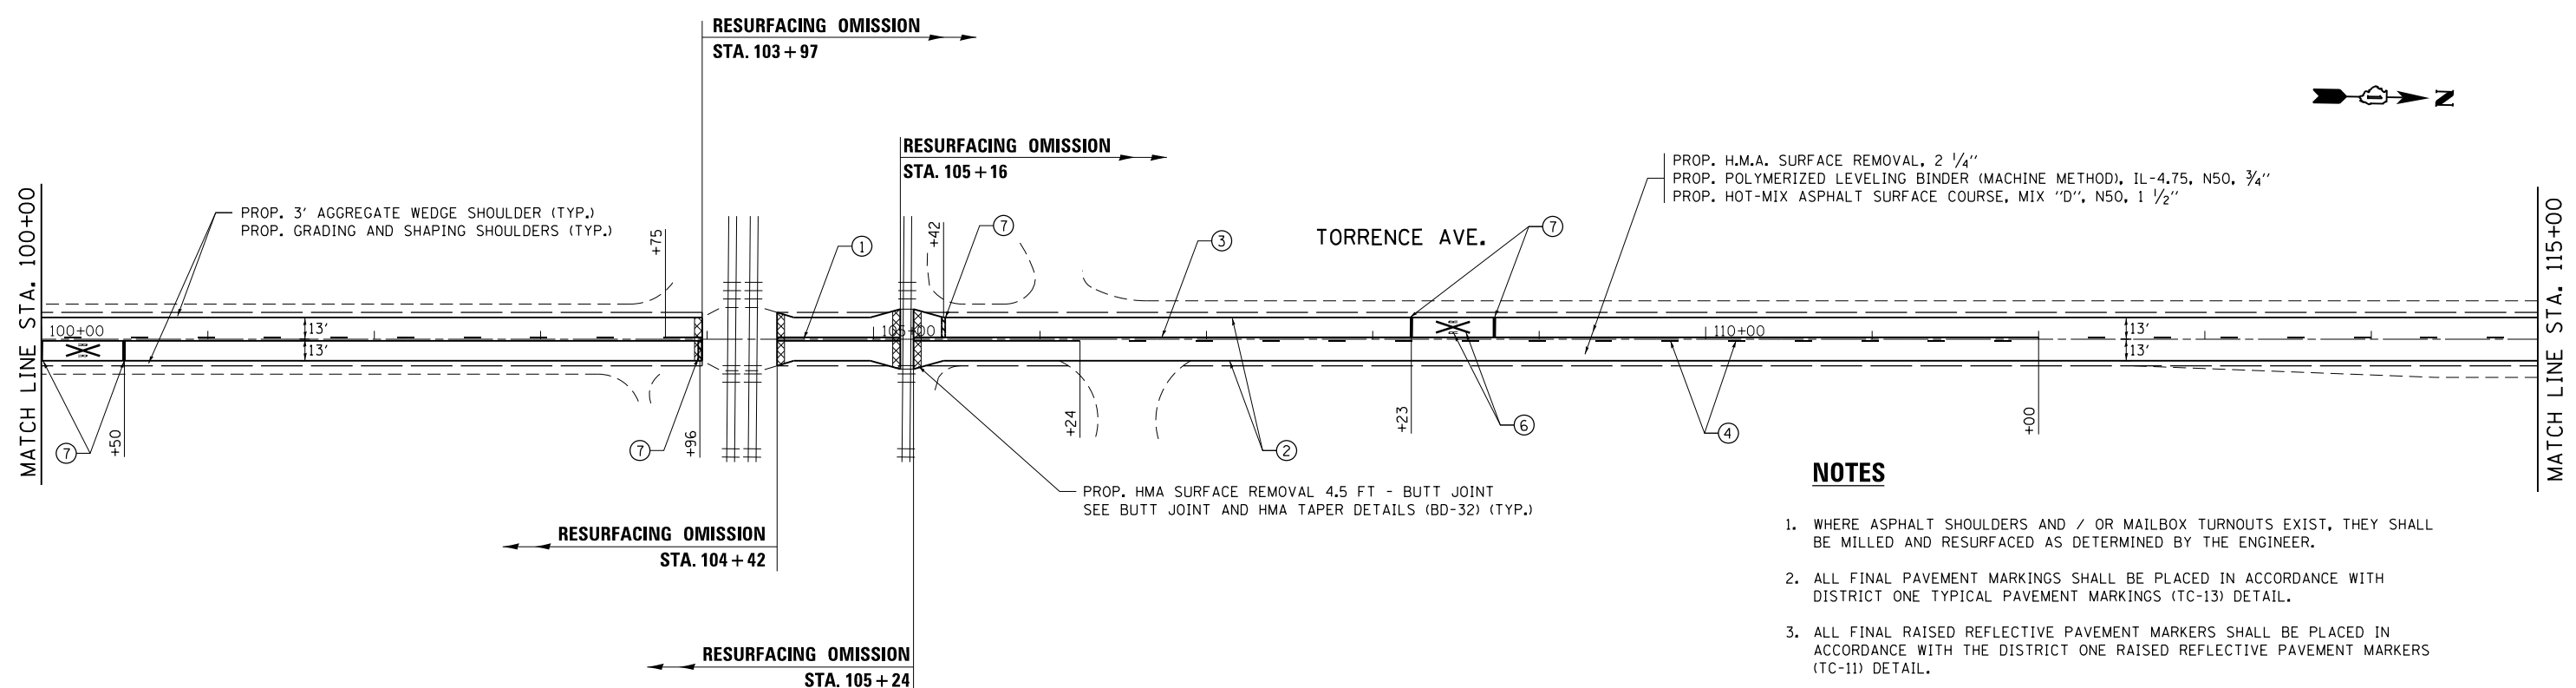 RESURFACING OMISSION
STA. 103+97
N
RESURFACING OMISSION
STA. 105+16
PROP. H.M.A. SURFACE REMOVAL, 2 1/4''
PROP. POLYMERIZED LEVELING BINDER (MACHINE METHOD), IL-4.75, N50, 3/4''
PROP. HOT-MIX ASPHALT SURFACE COURSE, MIX "D", N50, 1 1/2''
MATCH LINE STA. 100+00
PROP. 3' AGGREGATE WEDGE SHOULDER (TYP.)
PROP. GRADING AND SHAPING SHOULDERS (TYP.)
+75
1
+42
7
3
TORRENCE AVE.
7
MATCH LINE STA. 115+00
100+00
13'
13'
105+00
110+00
13'
13'
7
+50
7
+96
+24
2
+23
6
4
+00
PROP. HMA SURFACE REMOVAL 4.5 FT - BUTT JOINT
SEE BUTT JOINT AND HMA TAPER DETAILS (BD-32) (TYP.)
RESURFACING OMISSION
STA. 104+42
RESURFACING OMISSION
STA. 105+24
NOTES
1. WHERE ASPHALT SHOULDERS AND / OR MAILBOX TURNOUTS EXIST, THEY SHALL
BE MILLED AND RESURFACED AS DETERMINED BY THE ENGINEER.
2. ALL FINAL PAVEMENT MARKINGS SHALL BE PLACED IN ACCORDANCE WITH
DISTRICT ONE TYPICAL PAVEMENT MARKINGS (TC-13) DETAIL.
3. ALL FINAL RAISED REFLECTIVE PAVEMENT MARKERS SHALL BE PLACED IN
ACCORDANCE WITH THE DISTRICT ONE RAISED REFLECTIVE PAVEMENT MARKERS
(TC-11) DETAIL.